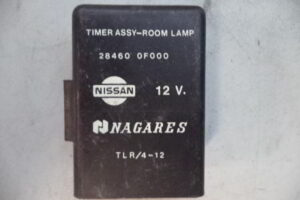 TIMER ASSY-ROOM LAMP
28460 0F000
NISSAN 12 V.
NAGARES
TLR/4-12